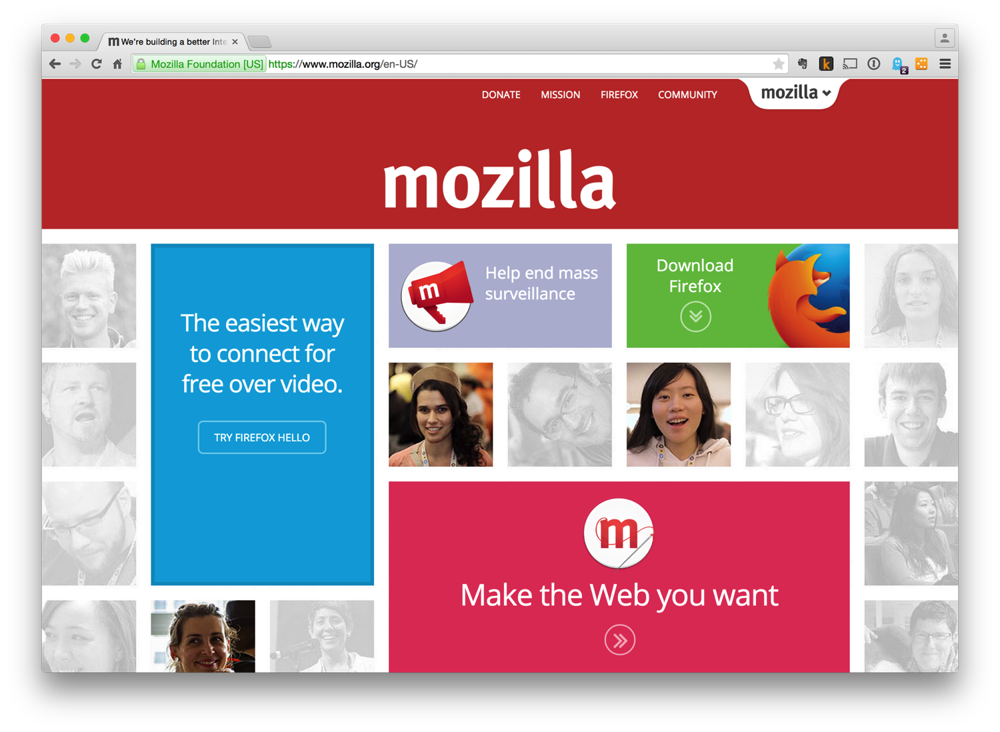 We're building a better Inte
Mozilla Foundation [US] https://www.mozilla.org/en-US/
2
DONATE MISSION FIREFOX COMMUNITY mozilla
mozilla
The easiest way
to connect for
free over video.
TRY FIREFOX HELLO
m
Help end mass
surveillance
Download
Firefox
m
Make the Web you want